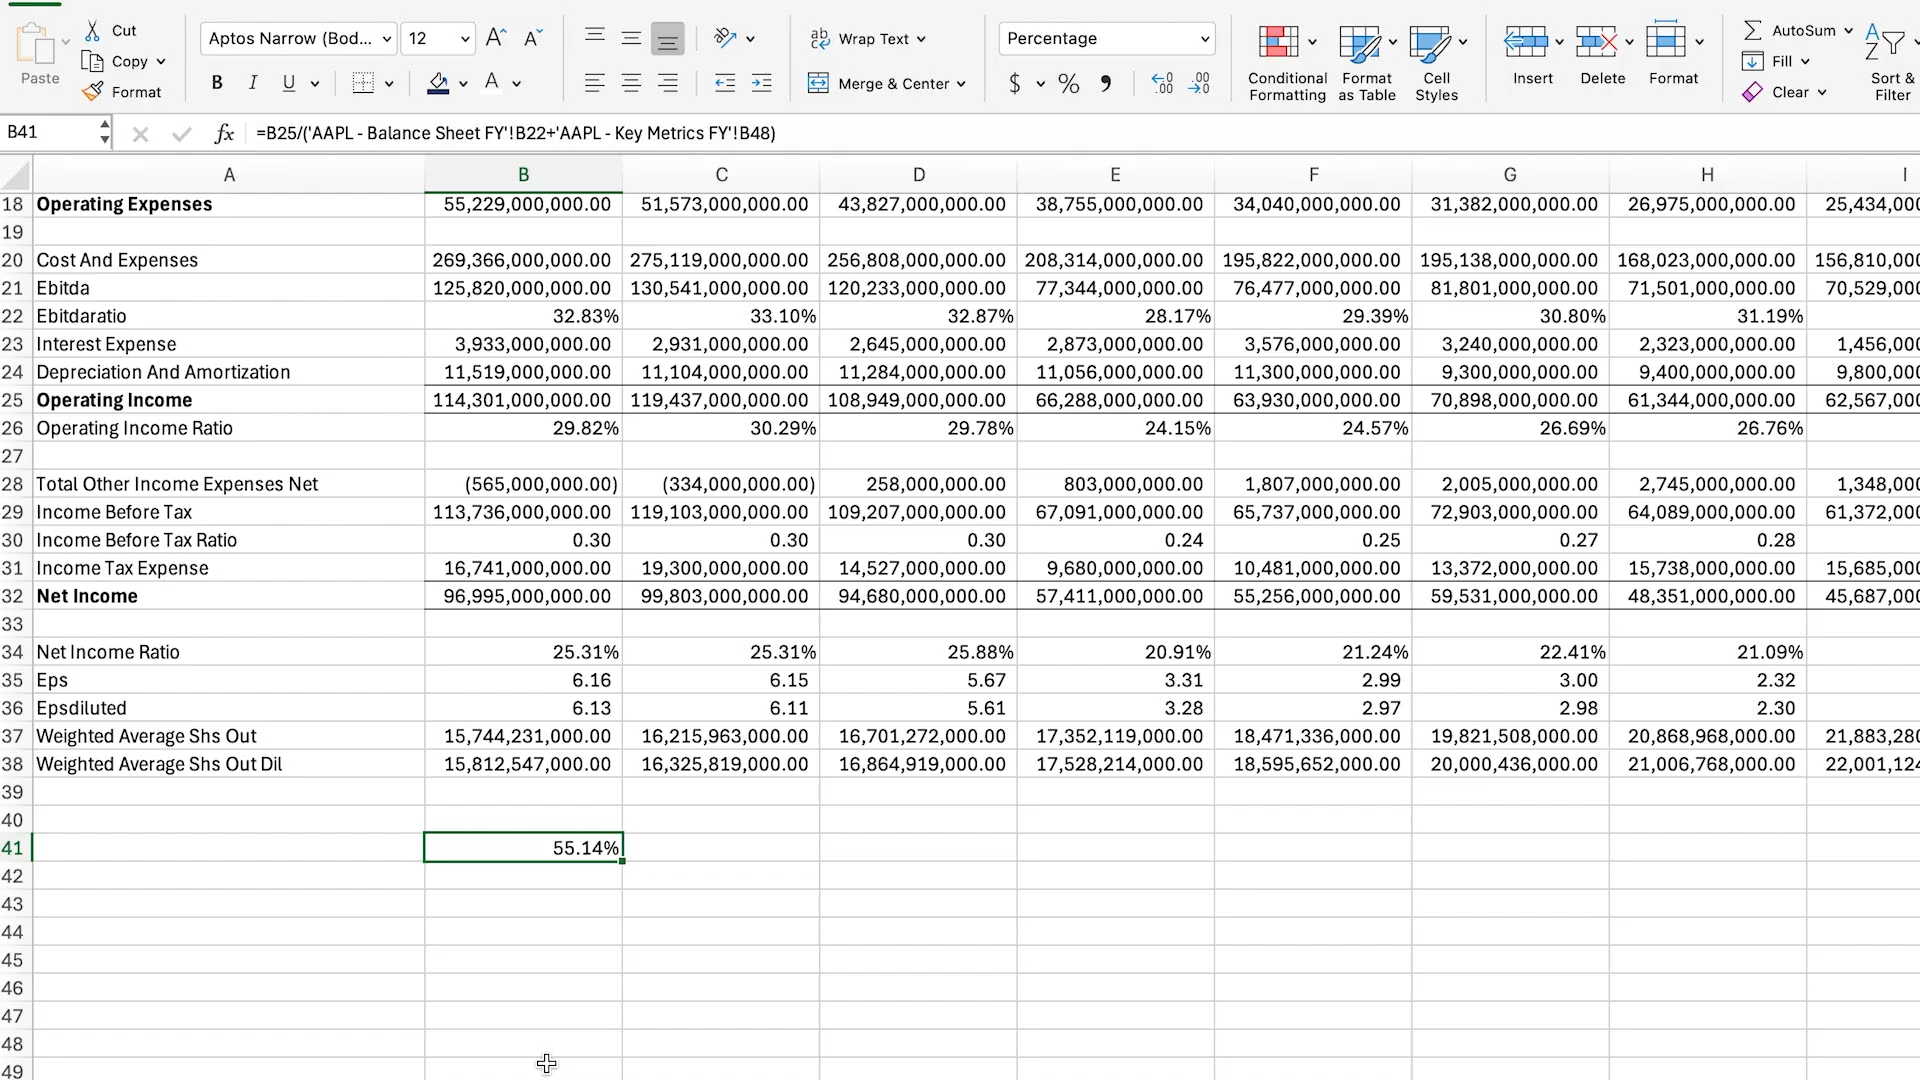 Paste
Cut
Copy
Format
Aptos Narrow (Bod... 12
B I U
A
ab Wrap Text
Merge & Center
Percentage
$ % .00
Conditional Formatting
Format as Table
Cell Styles
Insert
Delete
Format
AutoSum
Fill
Clear
Sort & Filter
B41 fx =B25/('AAPL - Balance Sheet FY'!B22+'AAPL - Key Metrics FY'!B48)
A B C D E F G H I
18 Operating Expenses 55,229,000,000.00 51,573,000,000.00 43,827,000,000.00 38,755,000,000.00 34,040,000,000.00 31,382,000,000.00 26,975,000,000.00 25,434,000
19
20 Cost And Expenses 269,366,000,000.00 275,119,000,000.00 256,808,000,000.00 208,314,000,000.00 195,822,000,000.00 195,138,000,000.00 168,023,000,000.00 156,810,000
21 Ebitda 125,820,000,000.00 130,541,000,000.00 120,233,000,000.00 77,344,000,000.00 76,477,000,000.00 81,801,000,000.00 71,501,000,000.00 70,529,000
22 Ebitdaratio 32.83% 33.10% 32.87% 28.17% 29.39% 30.80% 31.19%
23 Interest Expense 3,933,000,000.00 2,931,000,000.00 2,645,000,000.00 2,873,000,000.00 3,576,000,000.00 3,240,000,000.00 2,323,000,000.00 1,456,000
24 Depreciation And Amortization 11,519,000,000.00 11,104,000,000.00 11,284,000,000.00 11,056,000,000.00 11,300,000,000.00 9,300,000,000.00 9,400,000,000.00 9,800,000
25 Operating Income 114,301,000,000.00 119,437,000,000.00 108,949,000,000.00 66,288,000,000.00 63,930,000,000.00 70,898,000,000.00 61,344,000,000.00 62,567,000
26 Operating Income Ratio 29.82% 30.29% 29.78% 24.15% 24.57% 26.69% 26.76%
27
28 Total Other Income Expenses Net (565,000,000.00) (334,000,000.00) 258,000,000.00 803,000,000.00 1,807,000,000.00 2,005,000,000.00 2,745,000,000.00 1,348,000
29 Income Before Tax 113,736,000,000.00 119,103,000,000.00 109,207,000,000.00 67,091,000,000.00 65,737,000,000.00 72,903,000,000.00 64,089,000,000.00 61,372,000
30 Income Before Tax Ratio 0.30 0.30 0.30 0.24 0.25 0.27 0.28
31 Income Tax Expense 16,741,000,000.00 19,300,000,000.00 14,527,000,000.00 9,680,000,000.00 10,481,000,000.00 13,372,000,000.00 15,738,000,000.00 15,685,000
32 Net Income 96,995,000,000.00 99,803,000,000.00 94,680,000,000.00 57,411,000,000.00 55,256,000,000.00 59,531,000,000.00 48,351,000,000.00 45,687,000
33
34 Net Income Ratio 25.31% 25.31% 25.88% 20.91% 21.24% 22.41% 21.09%
35 Eps 6.16 6.15 5.67 3.31 2.99 3.00 2.32
36 Epsdiluted 6.13 6.11 5.61 3.28 2.97 2.98 2.30
37 Weighted Average Shs Out 15,744,231,000.00 16,215,963,000.00 16,701,272,000.00 17,352,119,000.00 18,471,336,000.00 19,821,508,000.00 20,868,968,000.00 21,883,280
38 Weighted Average Shs Out Dil 15,812,547,000.00 16,325,819,000.00 16,864,919,000.00 17,528,214,000.00 18,595,652,000.00 20,000,436,000.00 21,006,768,000.00 22,001,124
39
40
41 55.14%
42
43
44
45
46
47
48
49